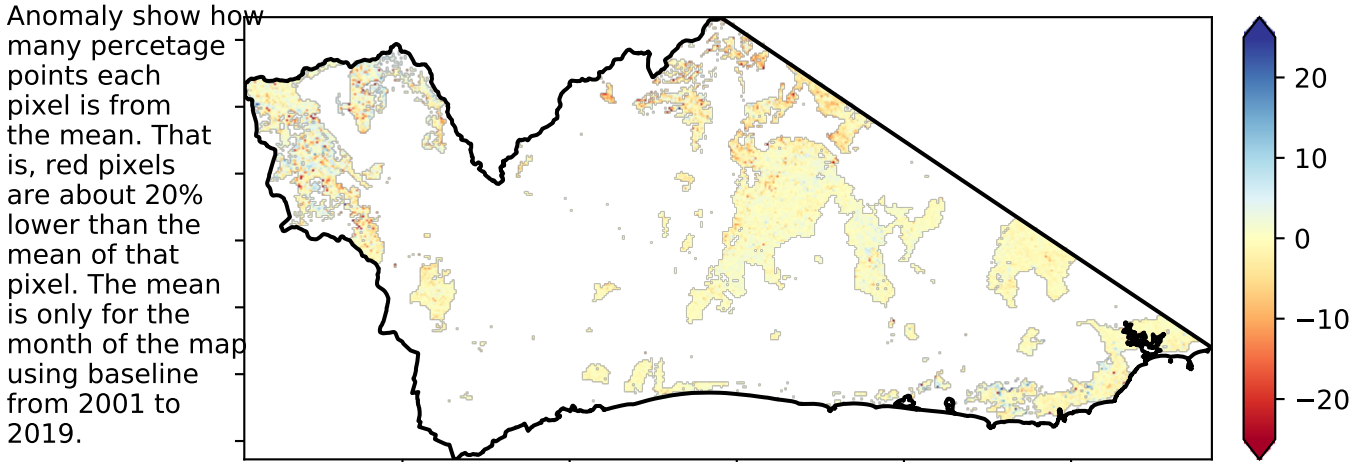 Anomaly show how
many percetage
points each
pixel is from
the mean. That
is, red pixels
are about 20%
lower than the
mean of that
pixel. The mean
is only for the
month of the map
using baseline
from 2001 to
2019.
20
10
0
−10
−20